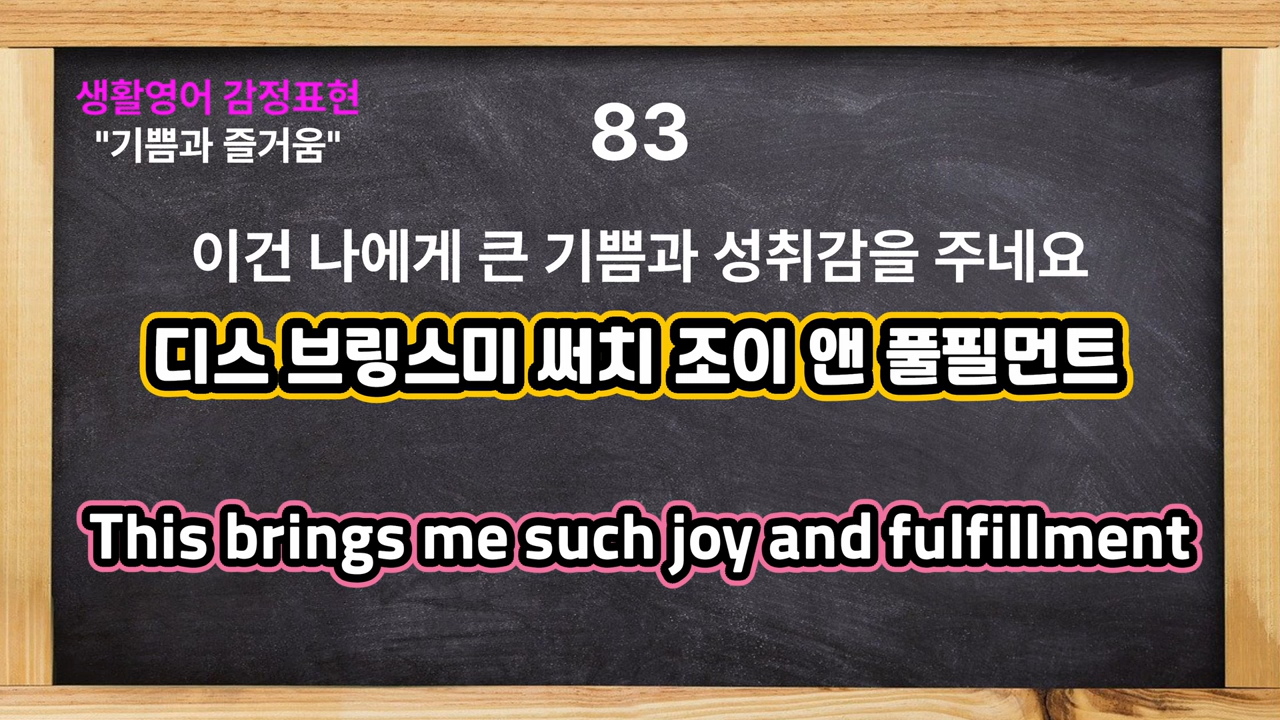 생활영어 감정표현
"기쁨과 즐거움"
83
이건 나에게 큰 기쁨과 성취감을 주네요
디스 브링스미 써치 조이 앤 풀필먼트
This brings me such joy and fulfillment